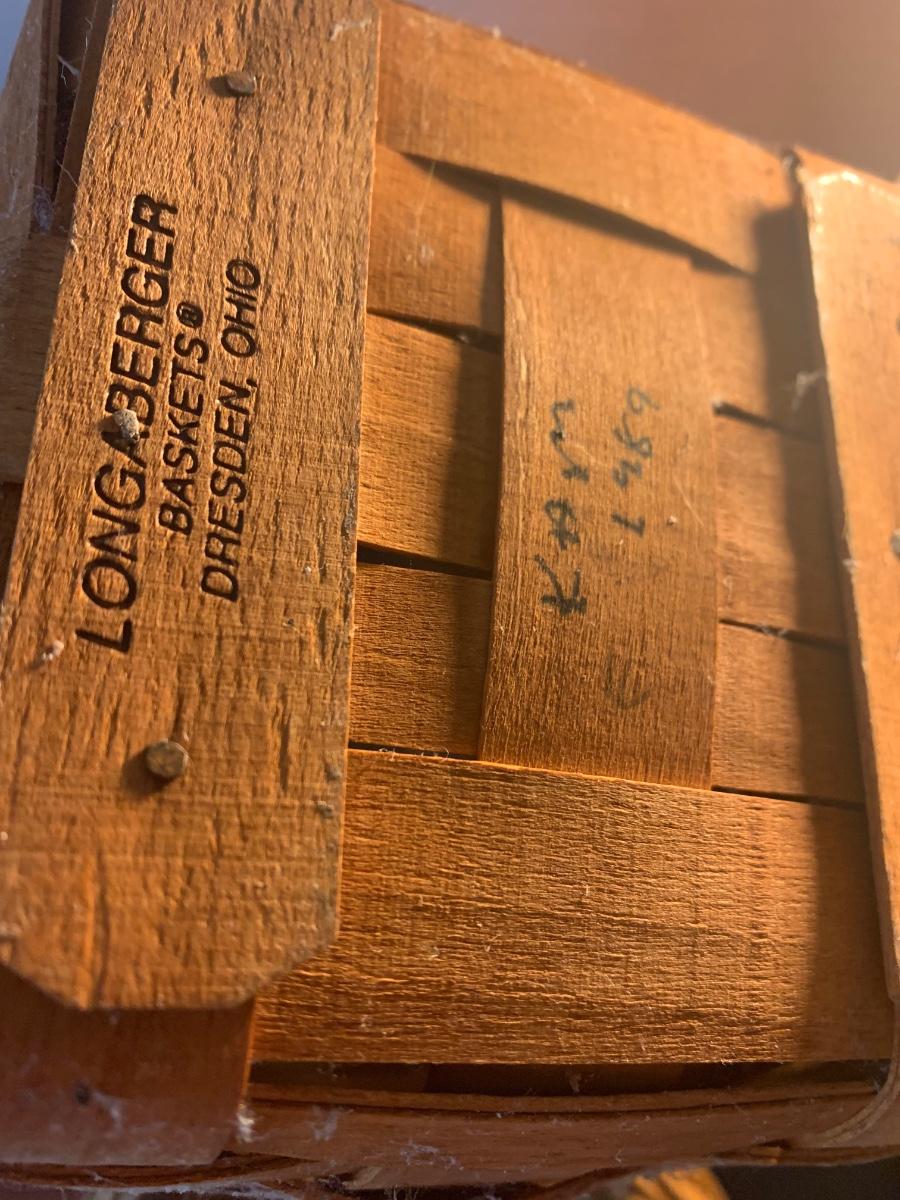 LONGABERGER
BASKETS®
DRESDEN, OHIO
1989